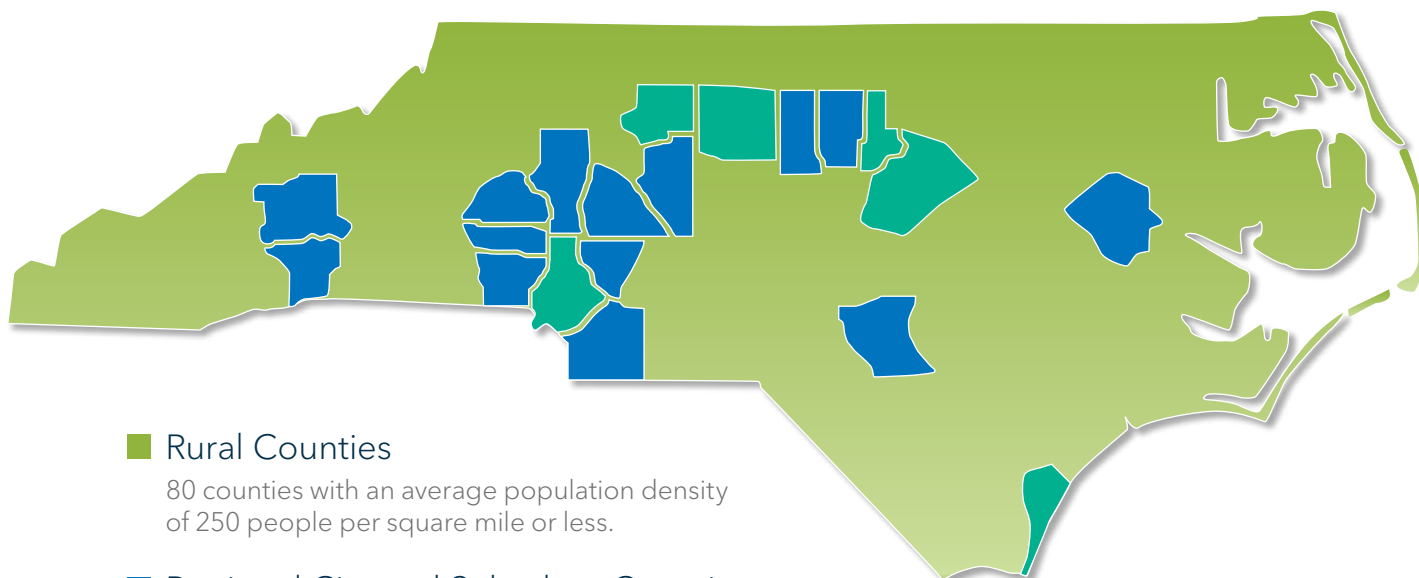 Rural Counties
80 counties with an average population density
of 250 people per square mile or less.